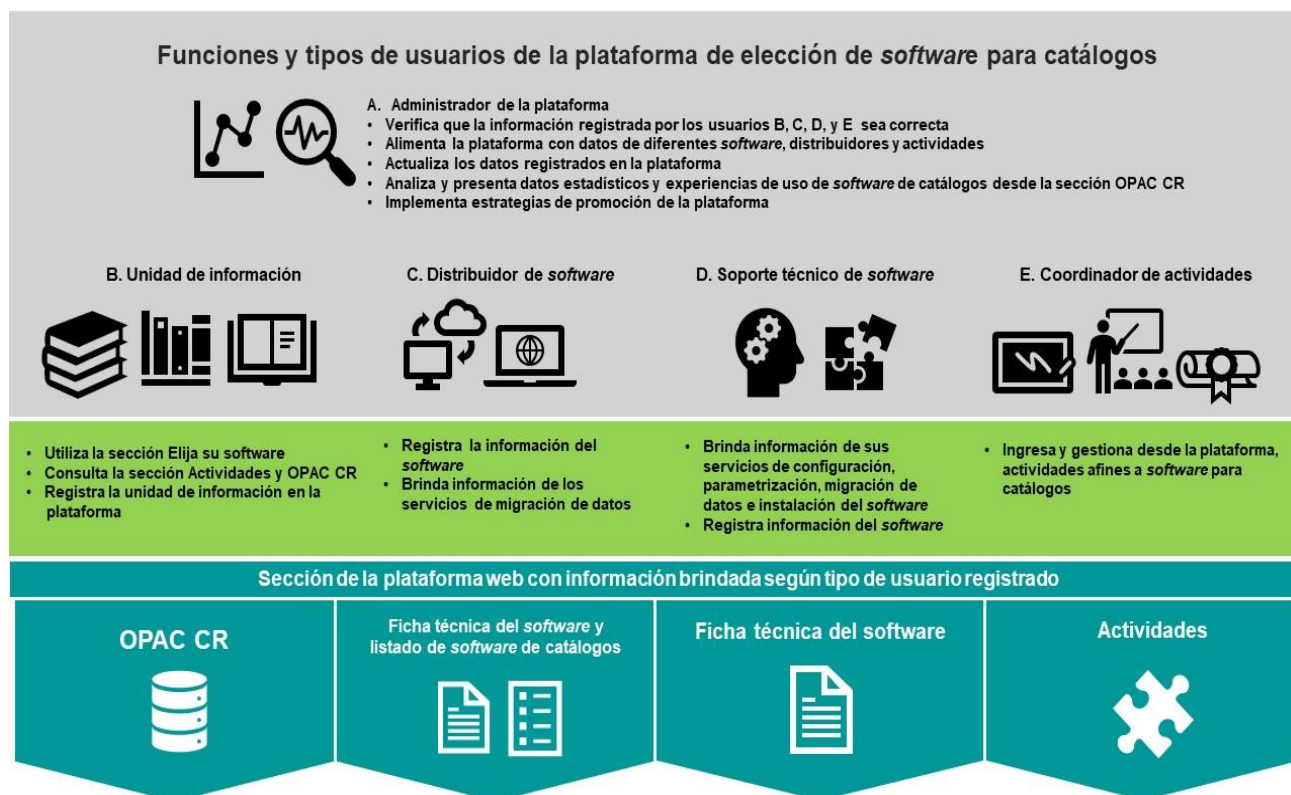 Funciones y tipos de usuarios de la plataforma de elección de software para catálogos
A. Administrador de la plataforma
• Verifica que la información registrada por los usuarios B, C, D, y E sea correcta
• Alimenta la plataforma con datos de diferentes software, distribuidores y actividades
• Actualiza los datos registrados en la plataforma
• Analiza y presenta datos estadísticos y experiencias de uso de software de catálogos desde la sección OPAC CR
• Implementa estrategias de promoción de la plataforma
B. Unidad de información
C. Distribuidor de software
D. Soporte técnico de software
E. Coordinador de actividades
• Utiliza la sección Elija su software
• Consulta la sección Actividades y OPAC CR
• Registra la unidad de información en la
plataforma
• Registra la información del
software
• Brinda información de los
servicios de migración de datos
• Brinda información de sus
servicios de configuración,
parametrización, migración de
datos e instalación del software
• Registra información del software
• Ingresa y gestiona desde la plataforma,
actividades afines a software para
catálogos
Sección de la plataforma web con información brindada según tipo de usuario registrado
OPAC CR
Ficha técnica del software y
listado de software de catálogos
Ficha técnica del software
Actividades